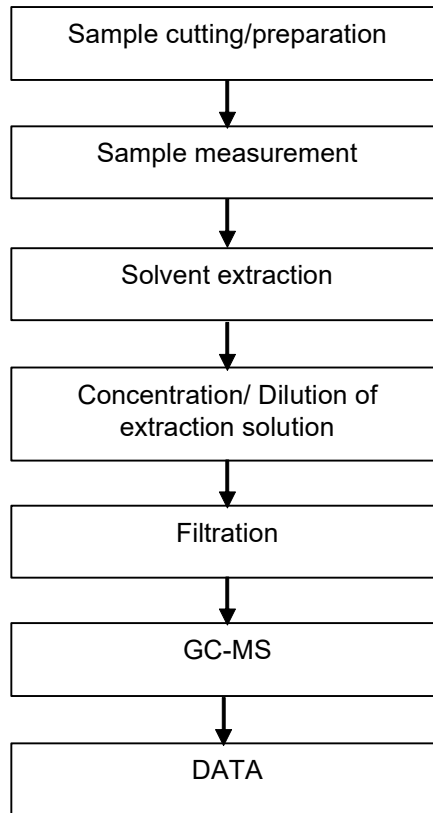 Sample cutting/preparation
Sample measurement
Solvent extraction
Concentration/ Dilution of
extraction solution
Filtration
GC-MS
DATA